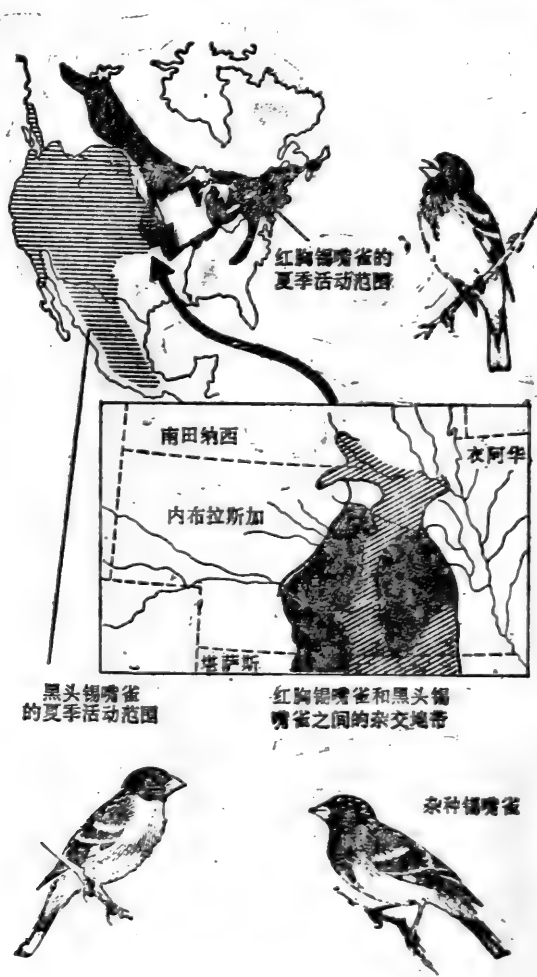 红胸锡嘴雀的
夏季活动范围
南田纳西
衣阿华
内布拉斯加
堪萨斯
黑头锡嘴雀
的夏季活动范围
红胸锡嘴雀和黑头锡
嘴雀之间的杂交地带
杂种锡嘴雀